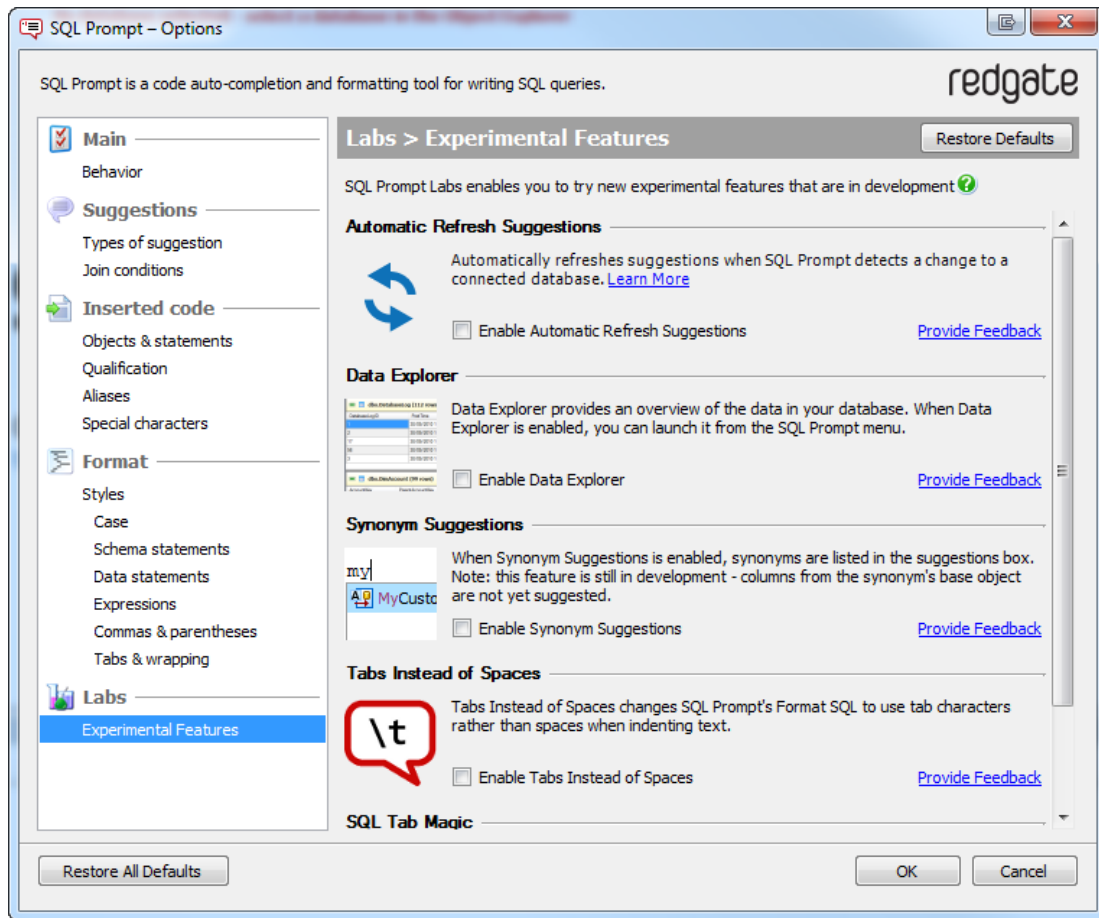 No database selected - select a database in the Object Explorer
SQL Prompt – Options
SQL Prompt is a code auto-completion and formatting tool for writing SQL queries.
redgate
Main
Behavior
Suggestions
Types of suggestion
Join conditions
Inserted code
Objects & statements
Qualification
Aliases
Special characters
Format
Styles
Case
Schema statements
Data statements
Expressions
Commas & parentheses
Tabs & wrapping
Labs
Experimental Features
Labs > Experimental Features
Restore Defaults
SQL Prompt Labs enables you to try new experimental features that are in development
Automatic Refresh Suggestions
Automatically refreshes suggestions when SQL Prompt detects a change to a
connected database. Learn More
Enable Automatic Refresh Suggestions
Provide Feedback
Data Explorer
Data Explorer provides an overview of the data in your database. When Data
Explorer is enabled, you can launch it from the SQL Prompt menu.
Enable Data Explorer
Provide Feedback
Synonym Suggestions
my
MyCusto
When Synonym Suggestions is enabled, synonyms are listed in the suggestions box.
Note: this feature is still in development - columns from the synonym's base object
are not yet suggested.
Enable Synonym Suggestions
Provide Feedback
Tabs Instead of Spaces
\t
Tabs Instead of Spaces changes SQL Prompt's Format SQL to use tab characters
rather than spaces when indenting text.
Enable Tabs Instead of Spaces
Provide Feedback
SQL Tab Magic
Restore All Defaults
OK
Cancel